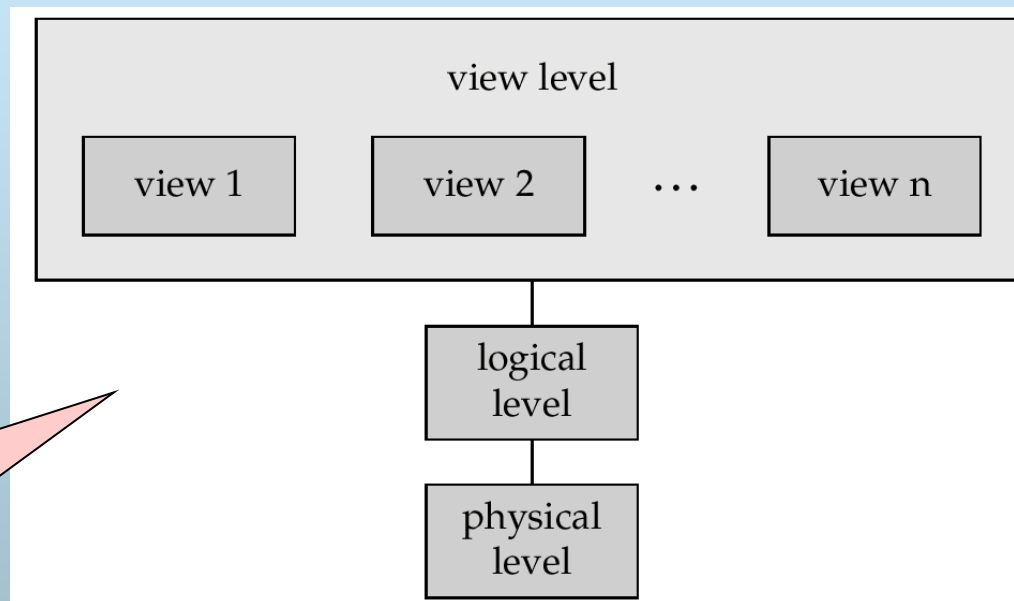 view level
view 1 view 2 ... view n
logical
level
physical
level